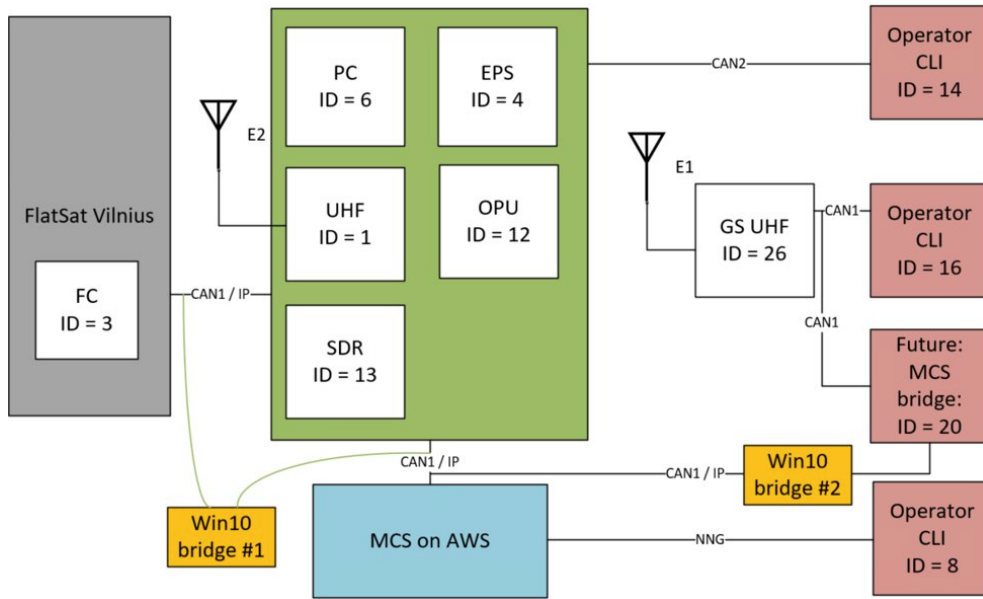 FlatSat Vilnius
FC
ID = 3
E2
PC
ID = 6
EPS
ID = 4
UHF
ID = 1
OPU
ID = 12
SDR
ID = 13
CAN1 / IP
CAN2
Operator
CLI
ID = 14
E1
GS UHF
ID = 26
CAN1
Operator
CLI
ID = 16
CAN1
Future:
MCS
bridge:
ID = 20
CAN1 / IP
CAN1 / IP
Win10
bridge #2
Win10
bridge #1
MCS on AWS
NNG
Operator
CLI
ID = 8